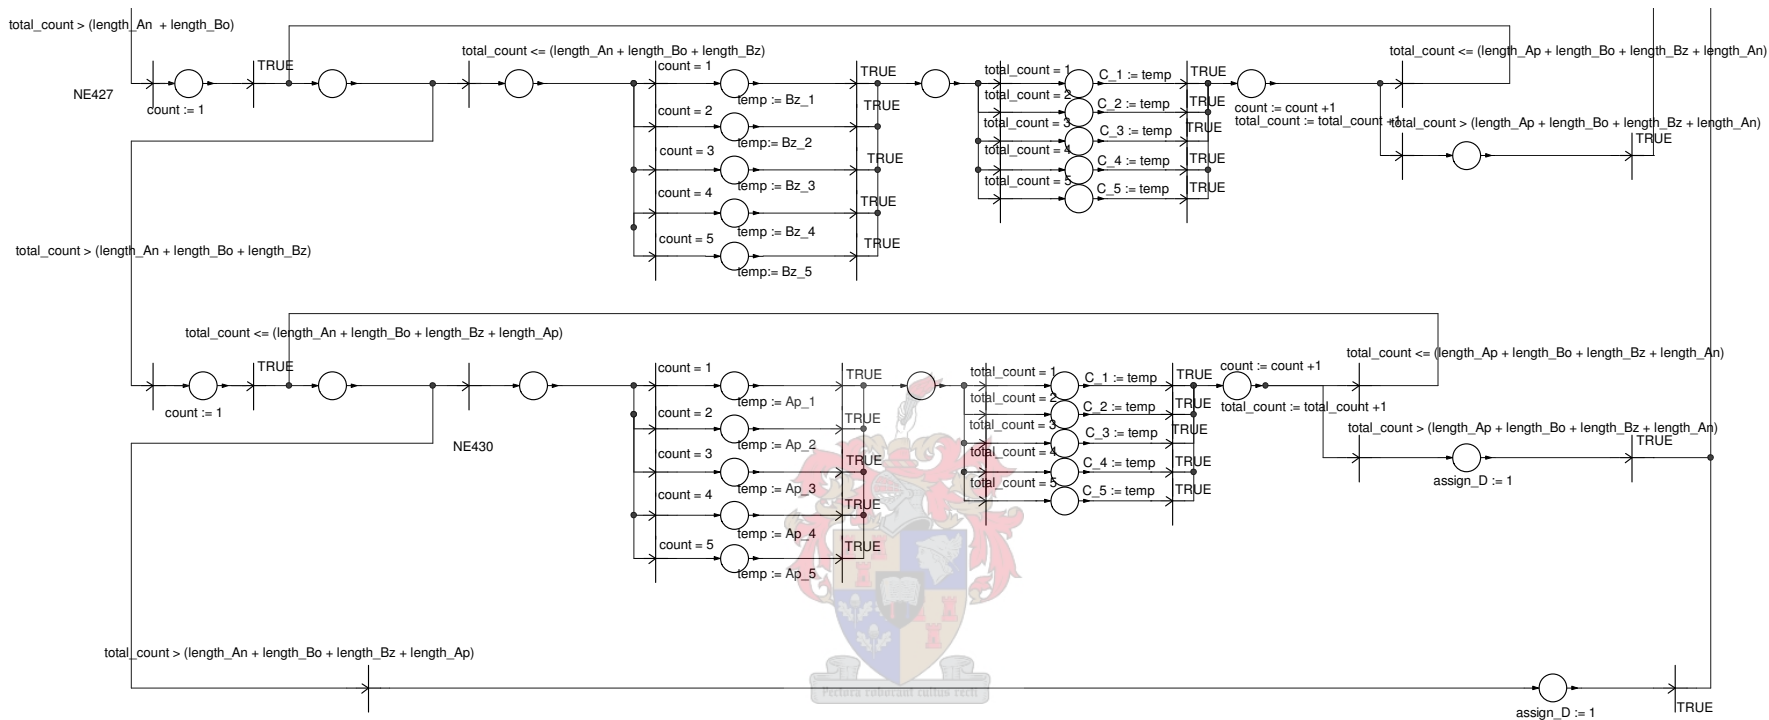 total_count > (length_An + length_Bo)
TRUE
total_count <= (length_An + length_Bo + length_Bz)
NE427
count := 1
count = 1
temp := Bz_1
count = 2
temp:= Bz_2
count = 3
temp := Bz_3
count = 4
temp := Bz_4
count = 5
temp:= Bz_5
TRUE
TRUE
TRUE
TRUE
TRUE
total_count = 1
C_1 := temp
total_count = 2
C_2 := temp
total_count = 3
C_3 := temp
total_count = 4
C_4 := temp
total_count = 5
C_5 := temp
TRUE
TRUE
TRUE
TRUE
TRUE
count := count +1
total_count := total_count +1
total_count <= (length_Ap + length_Bo + length_Bz + length_An)
total_count > (length_Ap + length_Bo + length_Bz + length_An)
TRUE
total_count > (length_An + length_Bo + length_Bz)
total_count <= (length_An + length_Bo + length_Bz + length_Ap)
TRUE
count := 1
NE430
count = 1
temp := Ap_1
count = 2
temp := Ap_2
count = 3
temp := Ap_3
count = 4
temp := Ap_4
count = 5
temp := Ap_5
TRUE
TRUE
TRUE
TRUE
TRUE
total_count = 1
C_1 := temp
total_count = 2
C_2 := temp
total_count = 3
C_3 := temp
total_count = 4
C_4 := temp
total_count = 5
C_5 := temp
TRUE
TRUE
TRUE
TRUE
TRUE
count := count +1
total_count := total_count +1
total_count <= (length_Ap + length_Bo + length_Bz + length_An)
total_count > (length_Ap + length_Bo + length_Bz + length_An)
TRUE
assign_D := 1
total_count > (length_An + length_Bo + length_Bz + length_Ap)
Pectora roborant cultus recti
assign_D := 1
TRUE